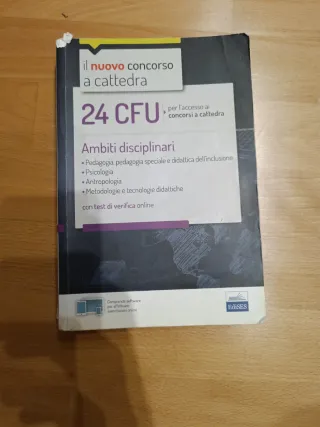 il nuovo concorso
a cattedra
24 CFU
per l'accesso ai
concorsi a cattedra
Ambiti disciplinari
• Pedagogia, pedagogia speciale e didattica dell'inclusione
• Psicologia
• Antropologia
• Metodologie e tecnologie didattiche
con test di verifica online
EdiSES